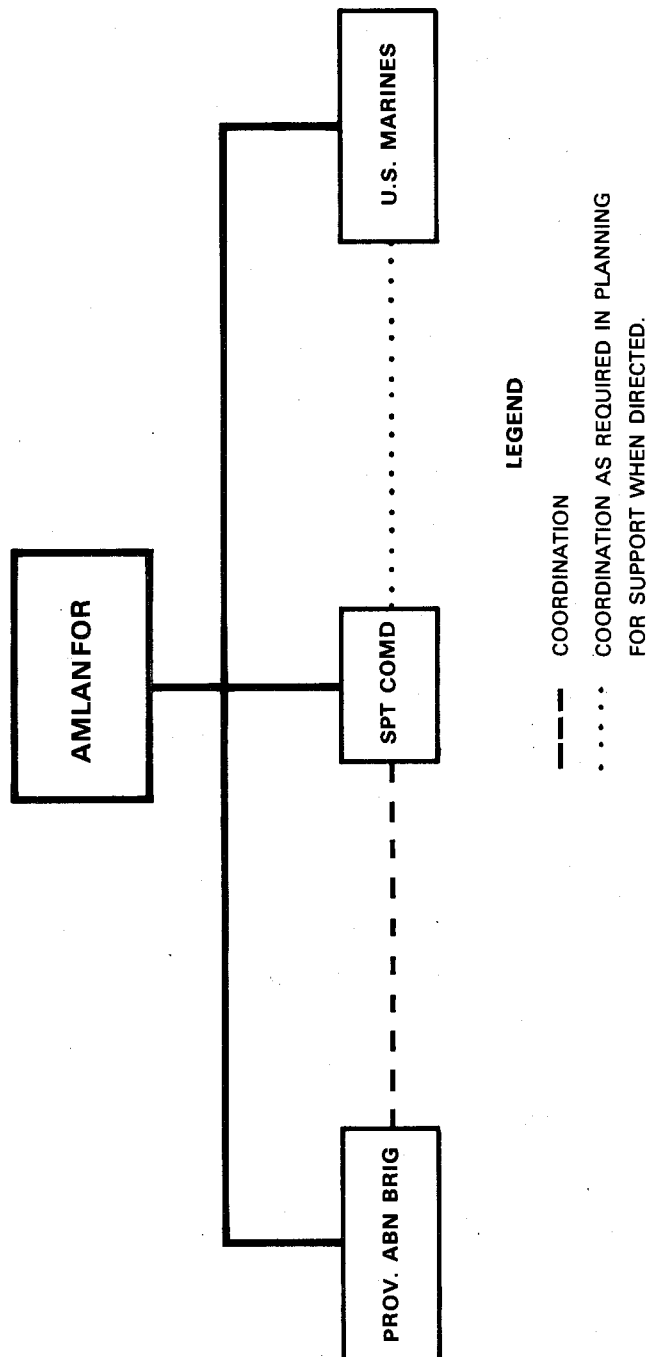 AMLANFOR
PROV. ABN BRIG
SPT COMD
U.S. MARINES
LEGEND
COORDINATION
COORDINATION AS REQUIRED IN PLANNING
FOR SUPPORT WHEN DIRECTED.